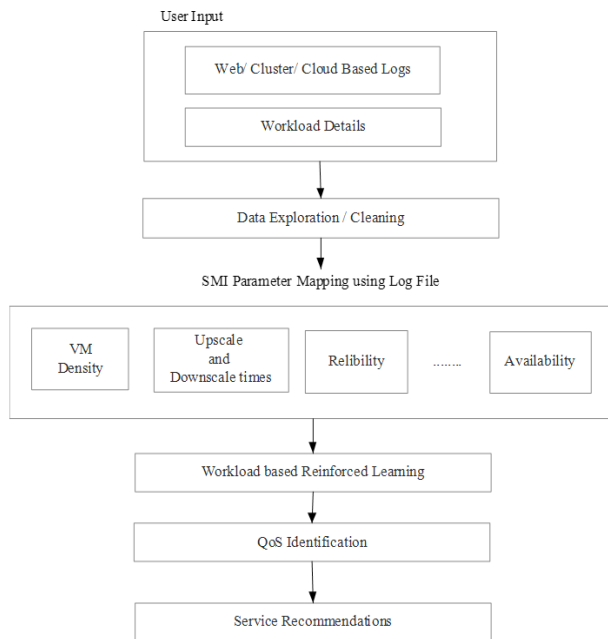 User Input
Web/ Cluster/ Cloud Based Logs
Workload Details
Data Exploration / Cleaning
SMI Parameter Mapping using Log File
VM
Density
Upscale
and
Downscale times
Relibility
........
Availability
Workload based Reinforced Learning
QoS Identification
Service Recommendations